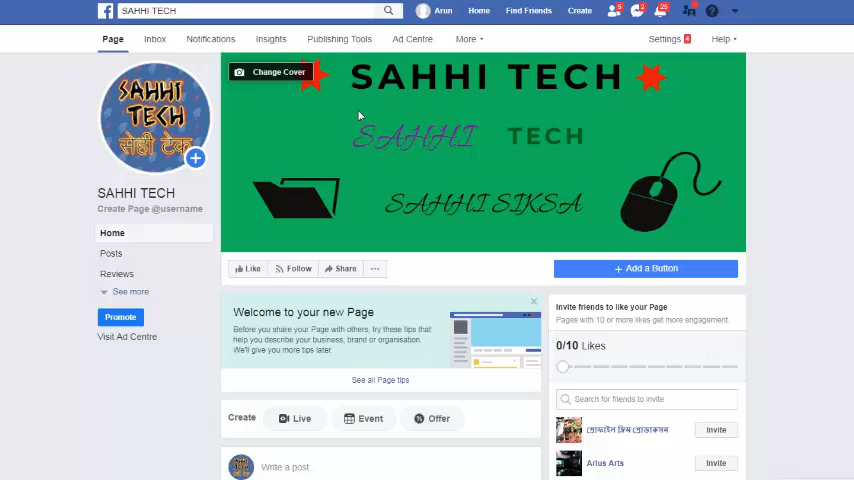 SAHHI TECH
Arun
Home
Find Friends
Create
5
2
25
Page
Inbox
Notifications
Insights
Publishing Tools
Ad Centre
More
Settings 4
Help
Change Cover
SAHHI TECH
SAHHI TECH
SAHHI SIKSA
SAHHI
TECH
सेही टेक
SAHHI TECH
Create Page @username
Home
Posts
Reviews
See more
Promote
Visit Ad Centre
Like
Follow
Share
+ Add a Button
Welcome to your new Page
Before you share your Page with others, try these tips that
help you describe your business, brand or organisation.
We'll give you more tips later.
See all Page tips
Create
Live
Event
Offer
Write a post...
Invite friends to like your Page
Pages with 10 or more likes get more engagement.
0/10 Likes
Search for friends to invite
Invite
Arius Arts
Invite